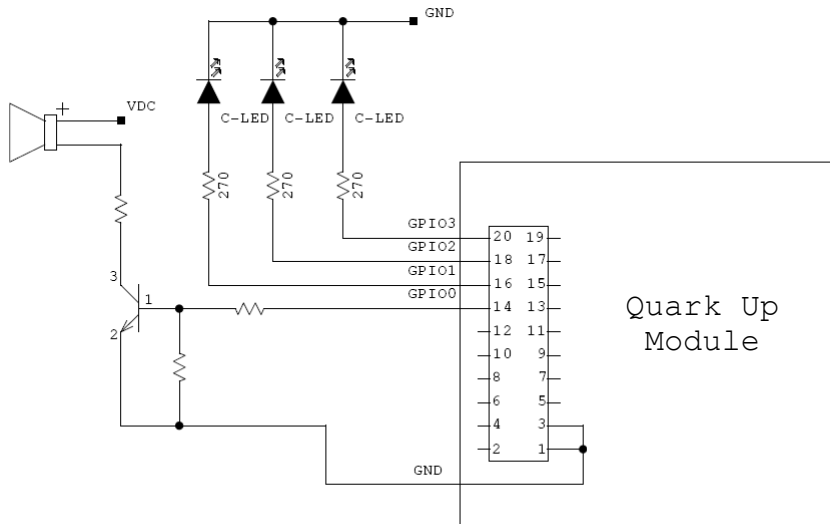 GND
+
VDC
C-LED C-LED C-LED
270 270 270
GPIO3
GPIO2
GPIO1
GPIO0
20 19
18 17
16 15
14 13
12 11
10 9
8 7
6 5
4 3
2 1
3
1
2
GND
Quark Up
Module